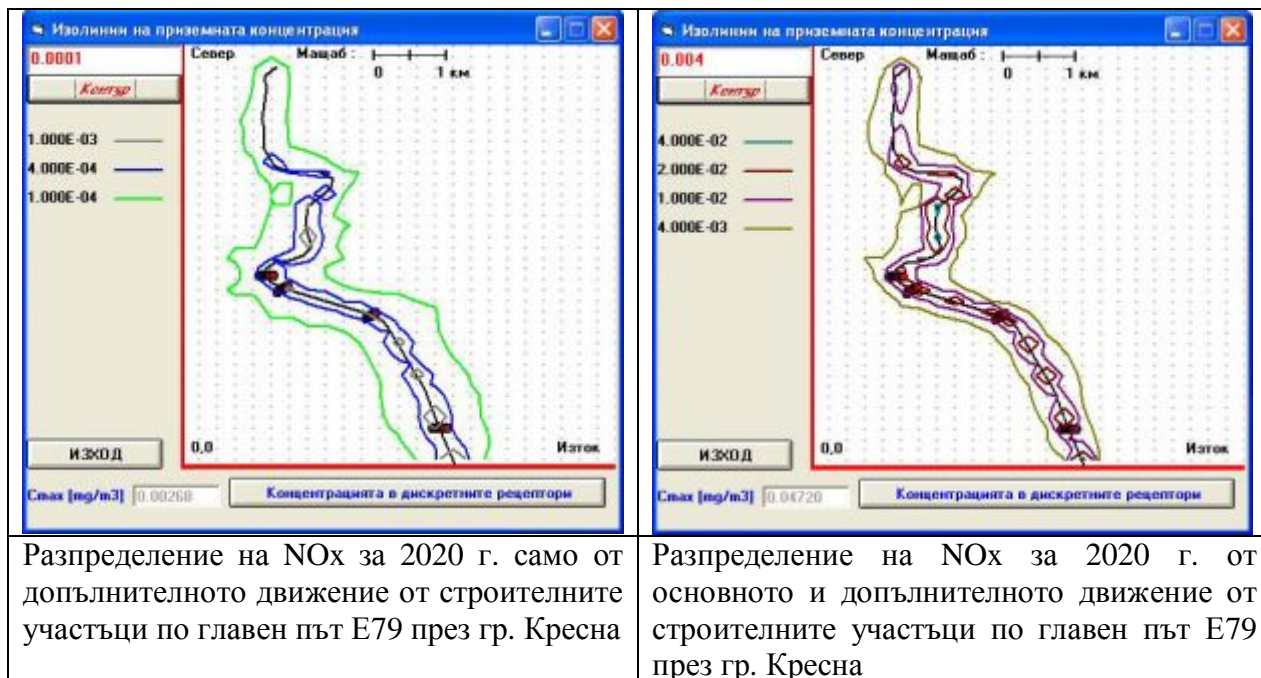 Изолинии на приземната концентрация
0.0001
Контур
Север
Мащаб :
0
1 км
1.000E-03
4.000E-04
1.000E-04
ИЗХОД
0,0
Изток
Cmax [mg/m3] 0.00268
Концентрацията в дискретните рецептори
Разпределение на NOx за 2020 г. само от
допълнителното движение от строителните
участъци по главен път Е79 през гр. Кресна
Изолинии на приземната концентрация
0.004
Контур
Север
Мащаб :
0
1 км
4.000E-02
2.000E-02
1.000E-02
4.000E-03
ИЗХОД
0,0
Изток
Cmax [mg/m3] 0.04720
Концентрацията в дискретните рецептори
Разпределение на NOx за 2020 г. от
основното и допълнителното движение от
строителните участъци по главен път Е79
през гр. Кресна